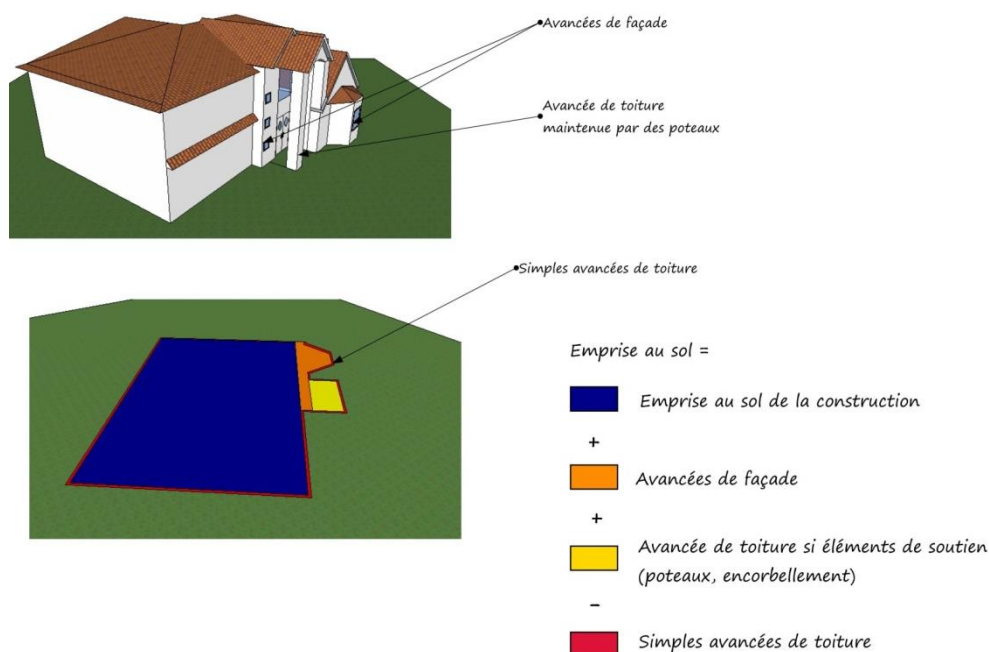 Avancées de façade
Avancée de toiture
maintenue par des poteaux
Simples avancées de toiture
Emprise au sol =
Emprise au sol de la construction
+
Avancées de façade
+
Avancée de toiture si éléments de soutien
(poteaux, encorbellement)
-
Simples avancées de toiture